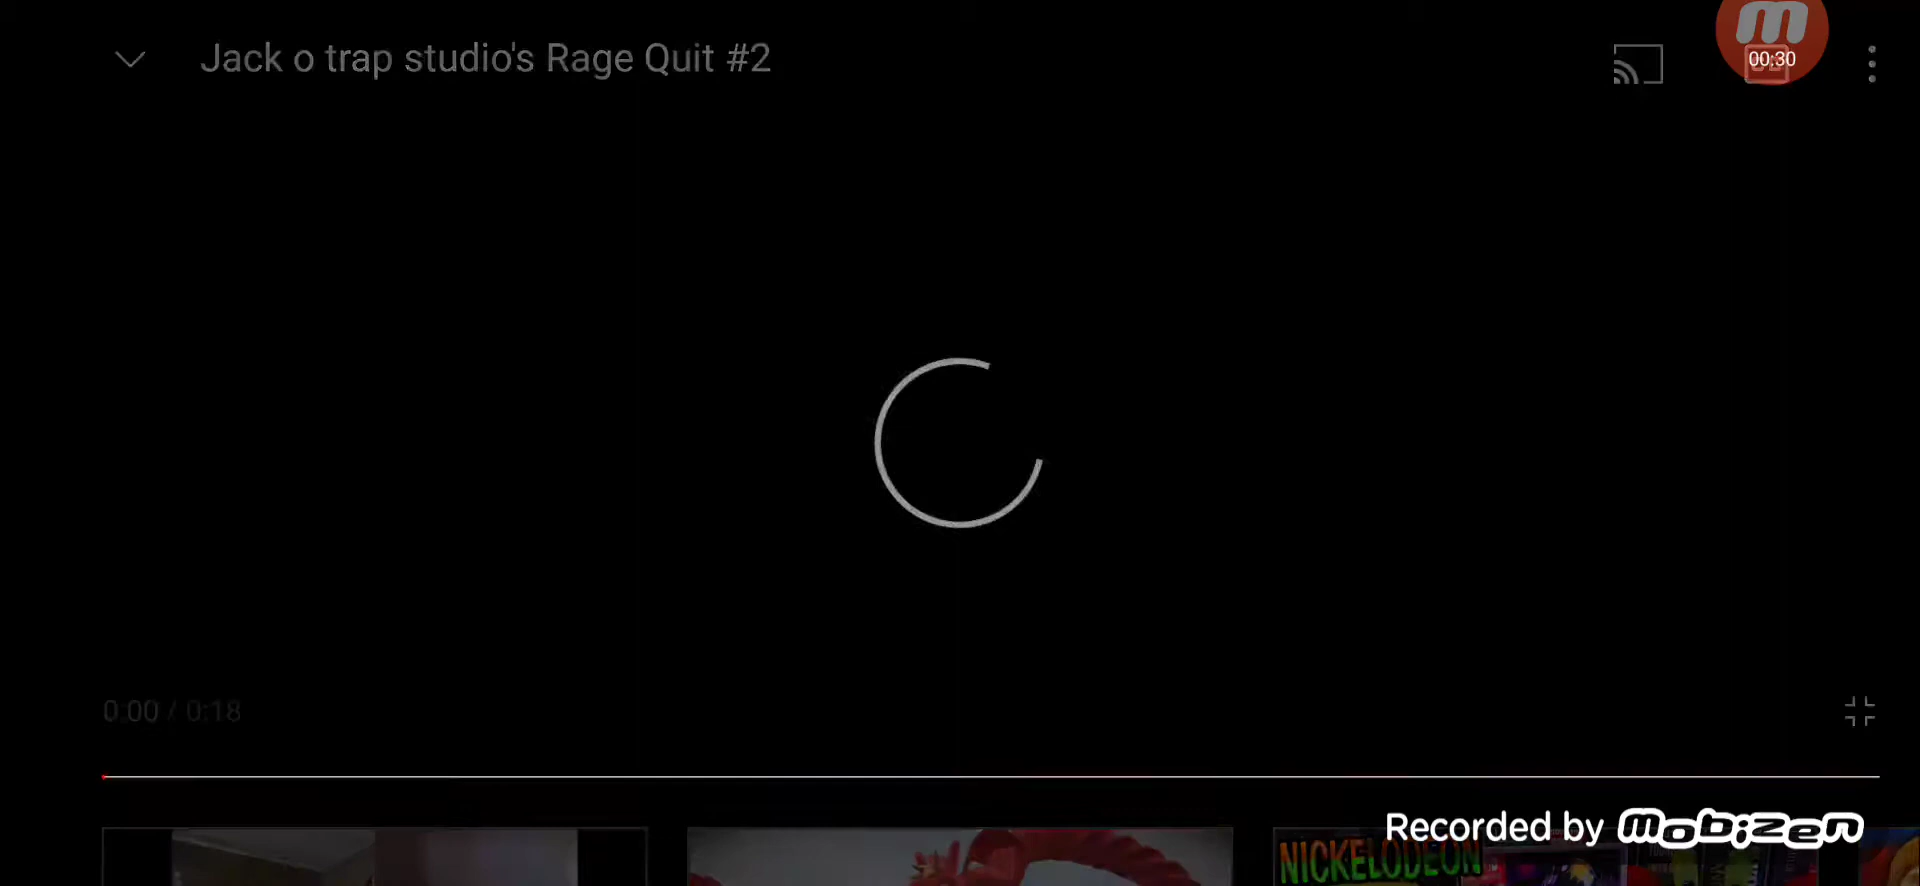 Jack o trap studio's Rage Quit #2
00:30
0:00 / 0:18
Recorded by mobizen
NICKELODEON